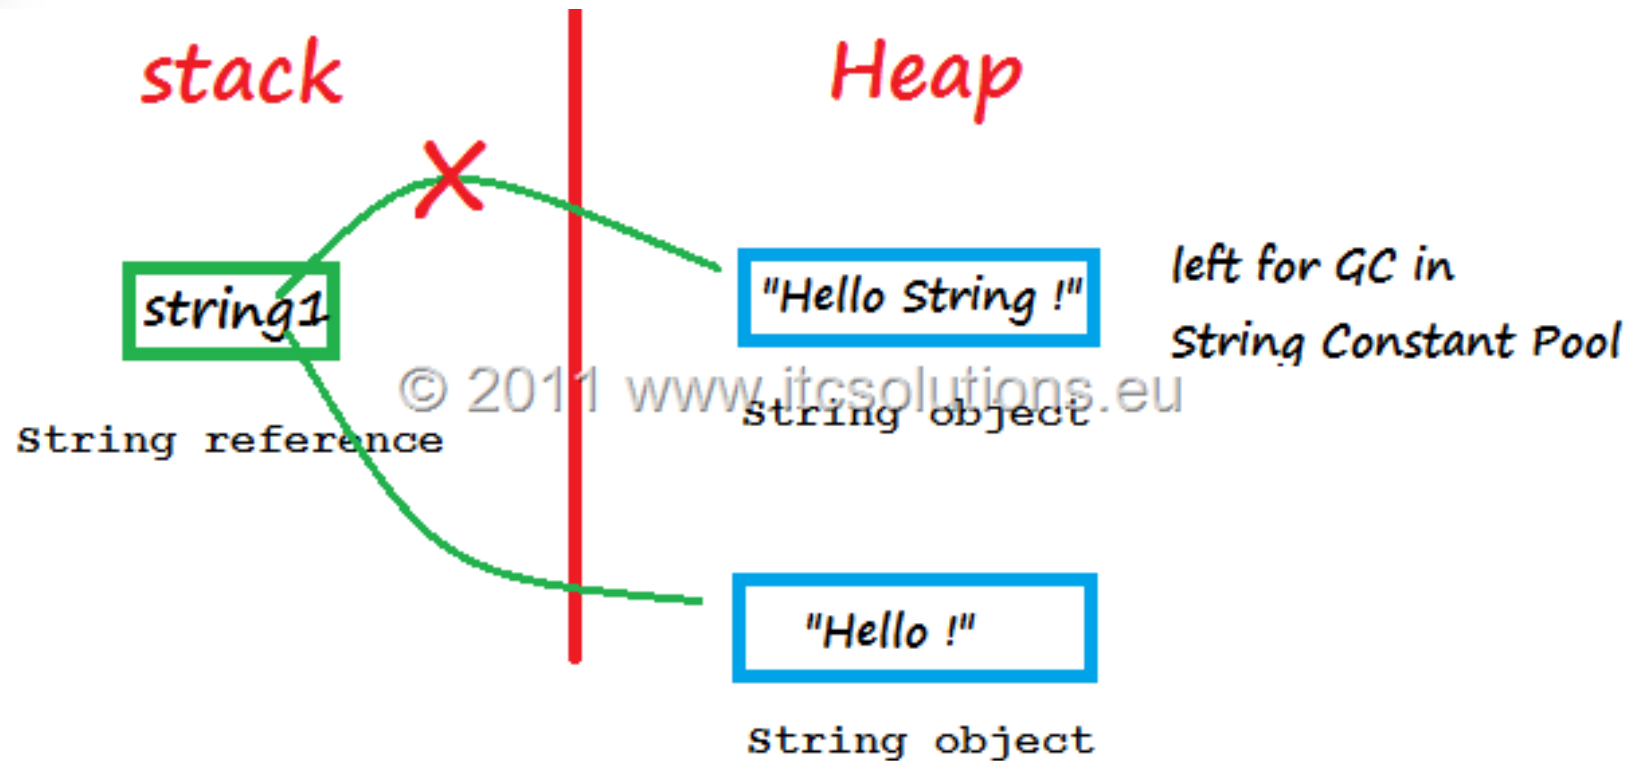 stack
Heap
string1
"Hello String !"
left for GC in
String Constant Pool
© 2011 www.itcsolutions.eu
String reference
String object
"Hello !"
String object